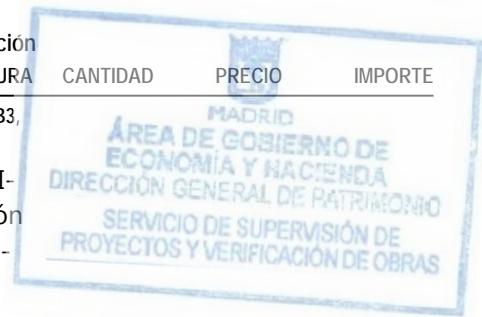 ción
URA CANTIDAD PRECIO IMPORTE
33,
I-
ón
-
MADRID
ÁREA DE GOBIERNO DE
ECONOMÍA Y HACIENDA
DIRECCIÓN GENERAL DE PATRIMONIO
SERVICIO DE SUPERVISIÓN DE
PROYECTOS Y VERIFICACIÓN DE OBRAS